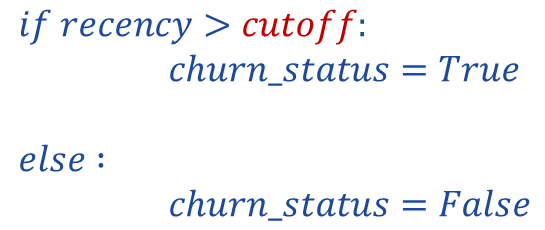 if recency > cutoff:
churn_status = True
else :
churn_status = False